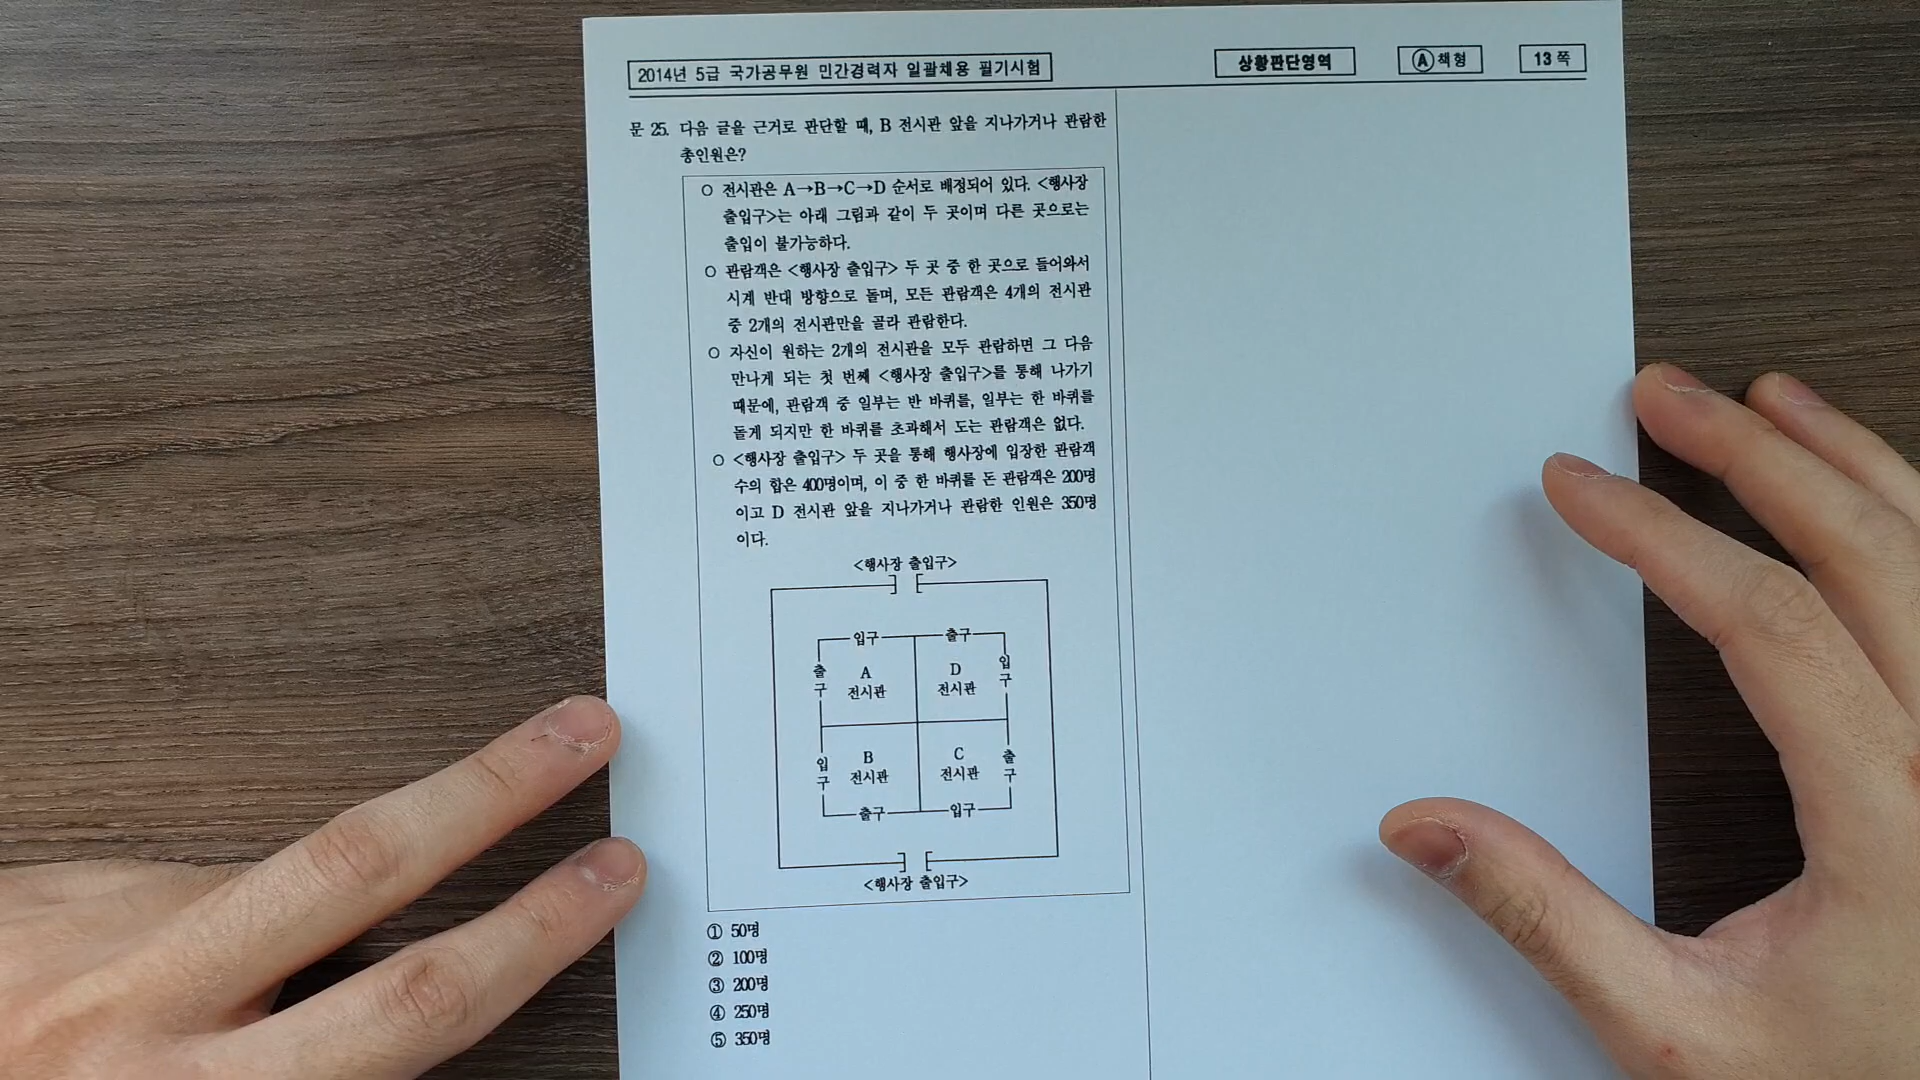 2014년 5급 국가공무원 민간경력자 일괄채용 필기시험
상황판단영역
Ⓐ책형
13 쪽
문 25. 다음 글을 근거로 판단할 때, B 전시관 앞을 지나가거나 관람한
총인원은?
○ 전시관은 A→B→C→D 순서로 배정되어 있다. <행사장
출입구>는 아래 그림과 같이 두 곳이며 다른 곳으로는
출입이 불가능하다.
○ 관람객은 <행사장 출입구> 두 곳 중 한 곳으로 들어와서
시계 반대 방향으로 돌며, 모든 관람객은 4개의 전시관
중 2개의 전시관만을 골라 관람한다.
○ 자신이 원하는 2개의 전시관을 모두 관람하면 그 다음
만나게 되는 첫 번째 <행사장 출입구>를 통해 나가기
때문에, 관람객 중 일부는 반 바퀴를, 일부는 한 바퀴를
돌게 되지만 한 바퀴를 초과해서 도는 관람객은 없다.
○ <행사장 출입구> 두 곳을 통해 행사장에 입장한 관람객
수의 합은 400명이며, 이 중 한 바퀴를 돈 관람객은 200명
이고 D 전시관 앞을 지나가거나 관람한 인원은 350명
이다.
<행사장 출입구>
입구 출구
출구 A 전시관 D 전시관 입구
입구 B 전시관 C 전시관 출구
출구 입구
<행사장 출입구>
① 50명
② 100명
③ 200명
④ 250명
⑤ 350명